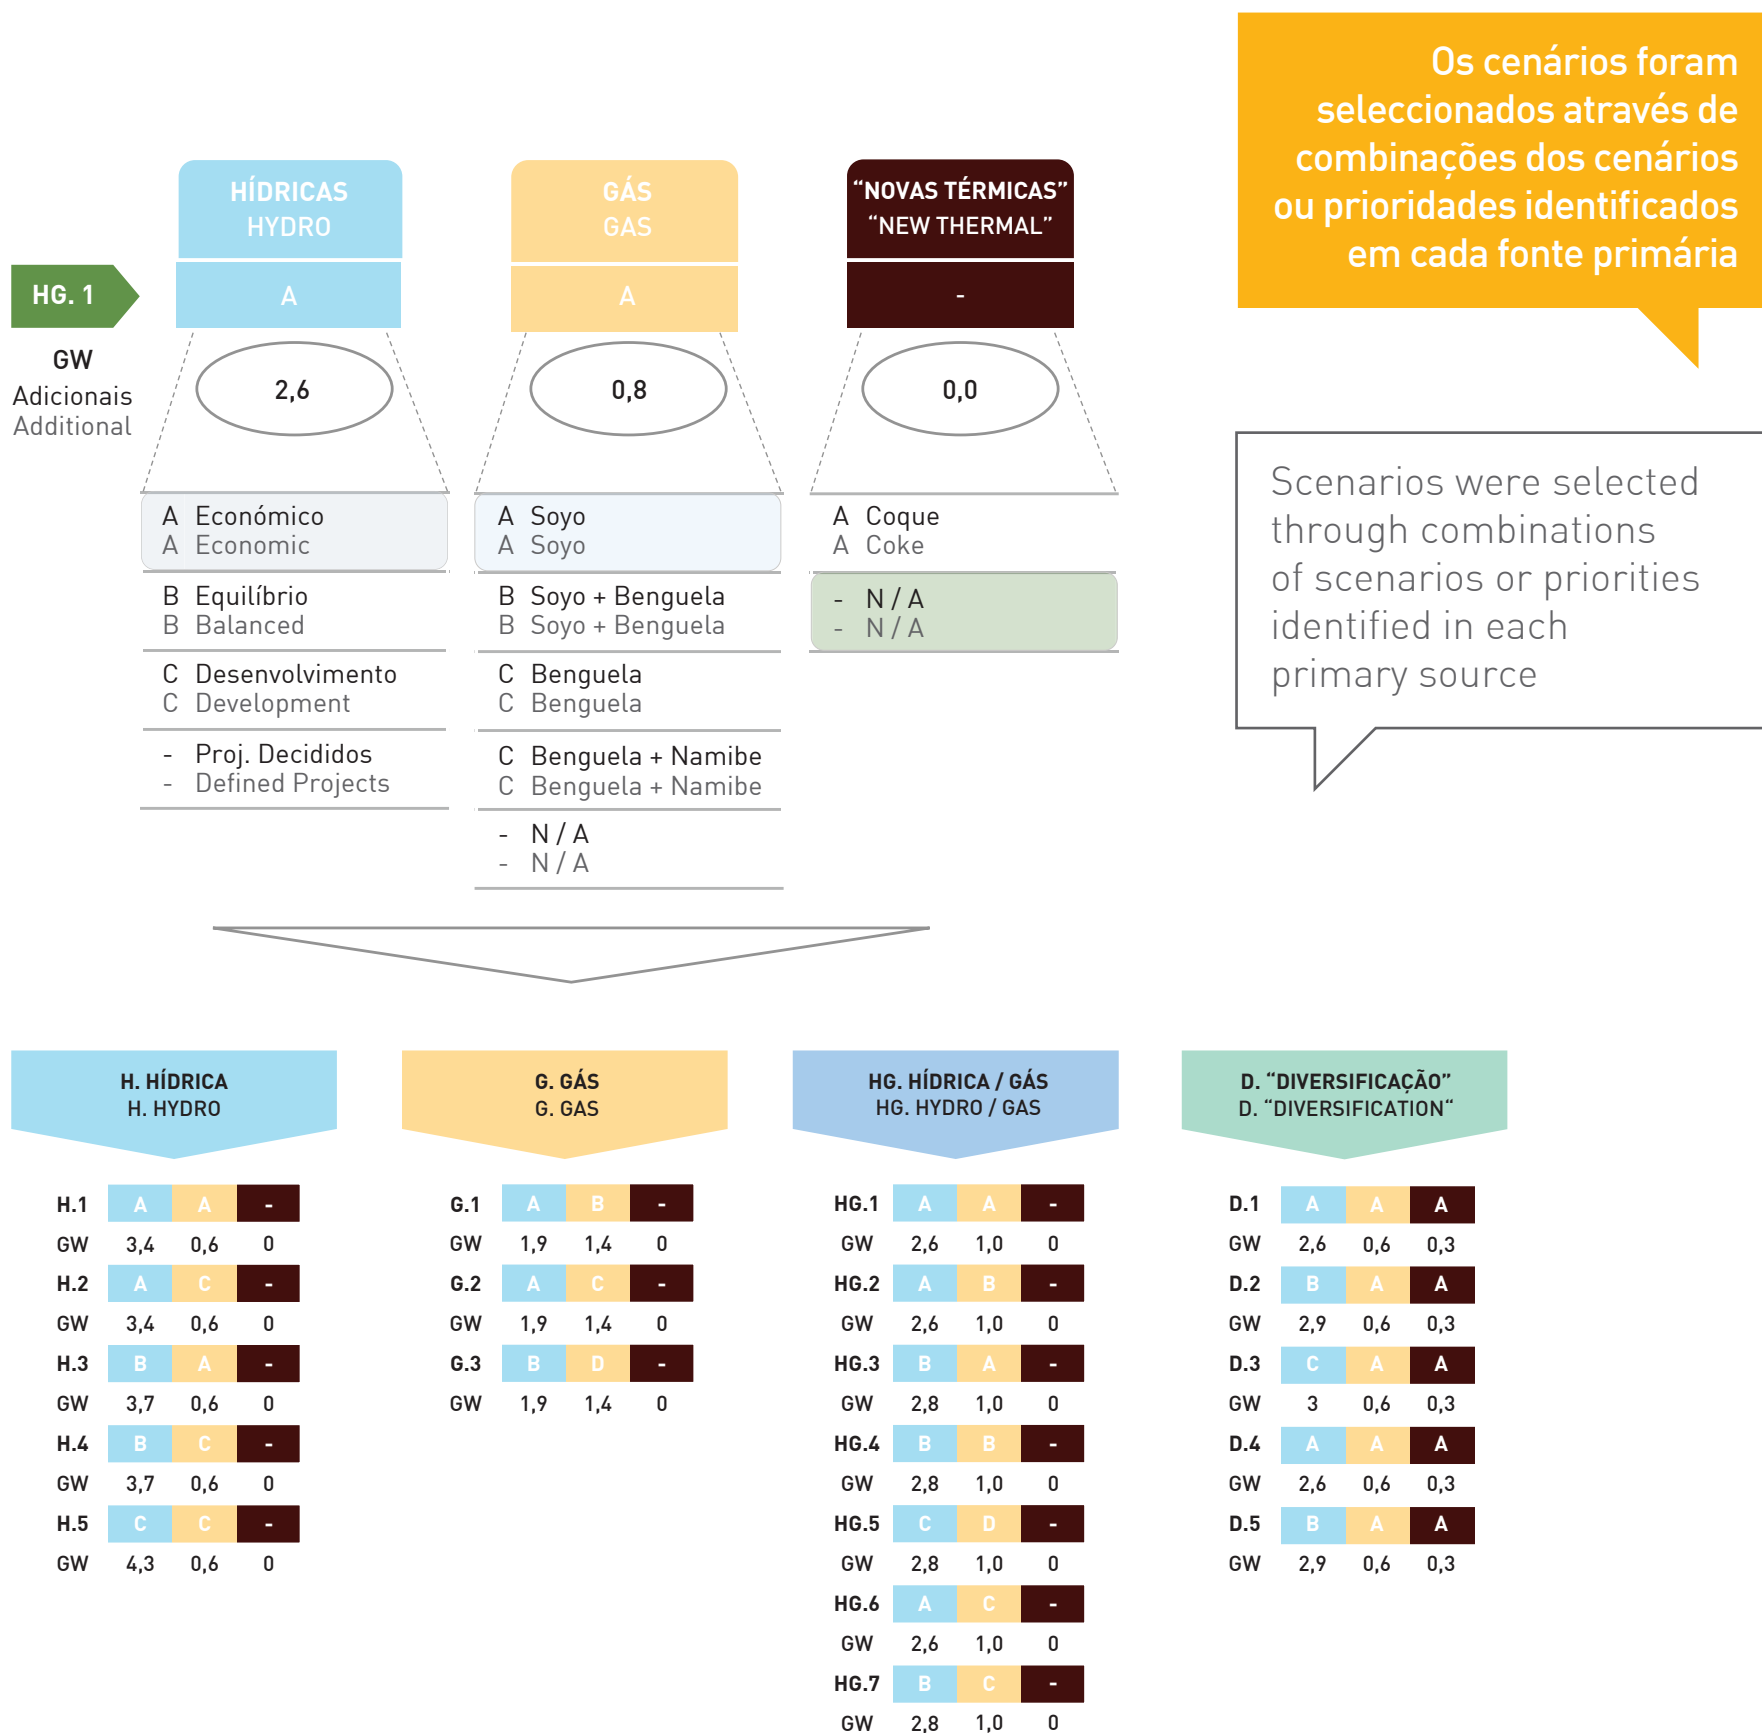 Os cenários foram
seleccionados através de
combinações dos cenários
ou prioridades identificados
em cada fonte primária
HÍDRICAS
HYDRO
GÁS
GAS
“NOVAS TÉRMICAS”
“NEW THERMAL”
HG. 1
A
A
-
GW
Adicionais
Additional
2,6
0,8
0,0
Scenarios were selected
through combinations
of scenarios or priorities
identified in each
primary source
A Económico
A Economic
B Equilíbrio
B Balanced
C Desenvolvimento
C Development
- Proj. Decididos
- Defined Projects
A Soyo
A Soyo
B Soyo + Benguela
B Soyo + Benguela
C Benguela
C Benguela
C Benguela + Namibe
C Benguela + Namibe
- N / A
- N / A
A Coque
A Coke
- N / A
- N / A
H. HÍDRICA
H. HYDRO
H.1 A A -
GW 3,4 0,6 0
H.2 A C -
GW 3,4 0,6 0
H.3 B A -
GW 3,7 0,6 0
H.4 B C -
GW 3,7 0,6 0
H.5 C C -
GW 4,3 0,6 0
G. GÁS
G. GAS
G.1 A B -
GW 1,9 1,4 0
G.2 A C -
GW 1,9 1,4 0
G.3 B D -
GW 1,9 1,4 0
HG. HÍDRICA / GÁS
HG. HYDRO / GAS
HG.1 A A -
GW 2,6 1,0 0
HG.2 A B -
GW 2,6 1,0 0
HG.3 B A -
GW 2,8 1,0 0
HG.4 B B -
GW 2,8 1,0 0
HG.5 C D -
GW 2,8 1,0 0
HG.6 A C -
GW 2,6 1,0 0
HG.7 B C -
GW 2,8 1,0 0
D. “DIVERSIFICAÇÃO”
D. “DIVERSIFICATION“
D.1 A A A
GW 2,6 0,6 0,3
D.2 B A A
GW 2,9 0,6 0,3
D.3 C A A
GW 3 0,6 0,3
D.4 A A A
GW 2,6 0,6 0,3
D.5 B A A
GW 2,9 0,6 0,3